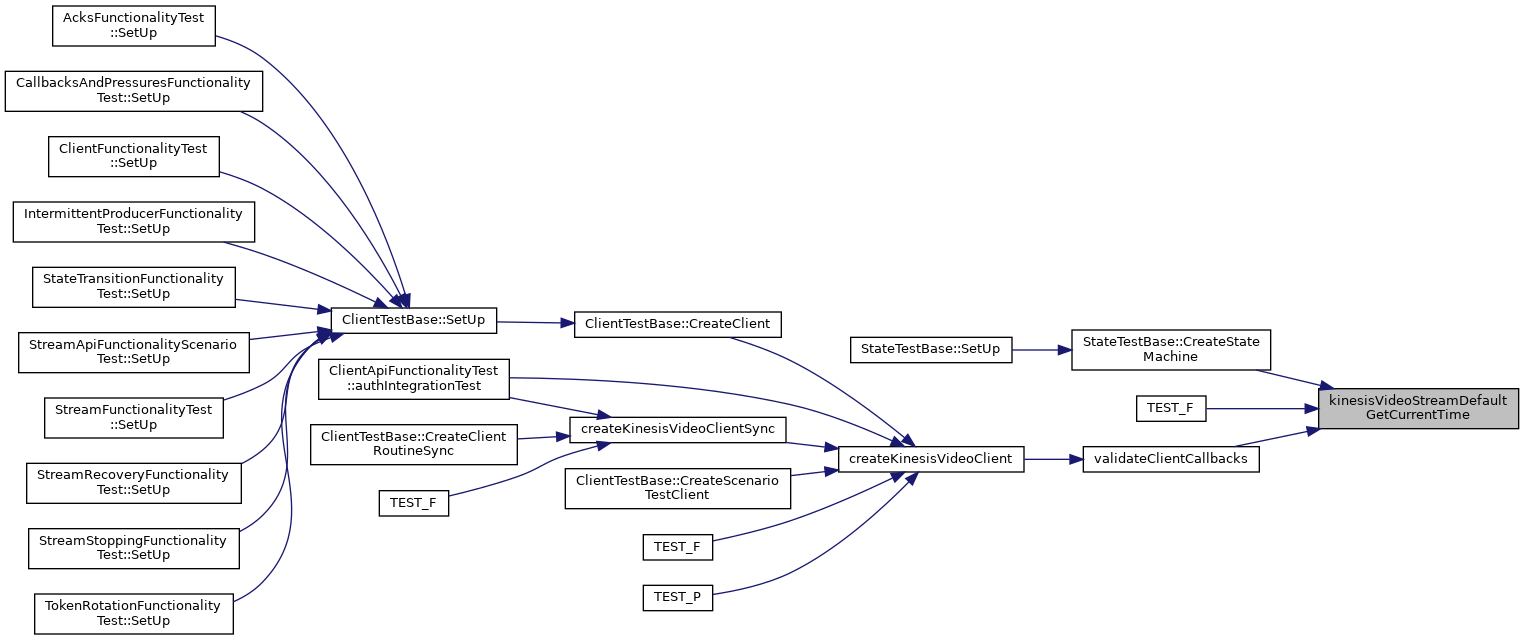 AcksFunctionalityTest
::SetUp
CallbacksAndPressuresFunctionality
Test::SetUp
ClientFunctionalityTest
::SetUp
IntermittentProducerFunctionality
Test::SetUp
StateTransitionFunctionality
Test::SetUp
StreamApiFunctionalityScenario
Test::SetUp
StreamFunctionalityTest
::SetUp
StreamRecoveryFunctionality
Test::SetUp
StreamStoppingFunctionality
Test::SetUp
TokenRotationFunctionality
Test::SetUp
ClientTestBase::SetUp
ClientApiFunctionalityTest
::authIntegrationTest
ClientTestBase::CreateClient
RoutineSync
TEST_F
ClientTestBase::CreateClient
createKinesisVideoClientSync
ClientTestBase::CreateScenario
TestClient
TEST_F
TEST_P
StateTestBase::SetUp
createKinesisVideoClient
StateTestBase::CreateState
Machine
TEST_F
validateClientCallbacks
kinesisVideoStreamDefault
GetCurrentTime